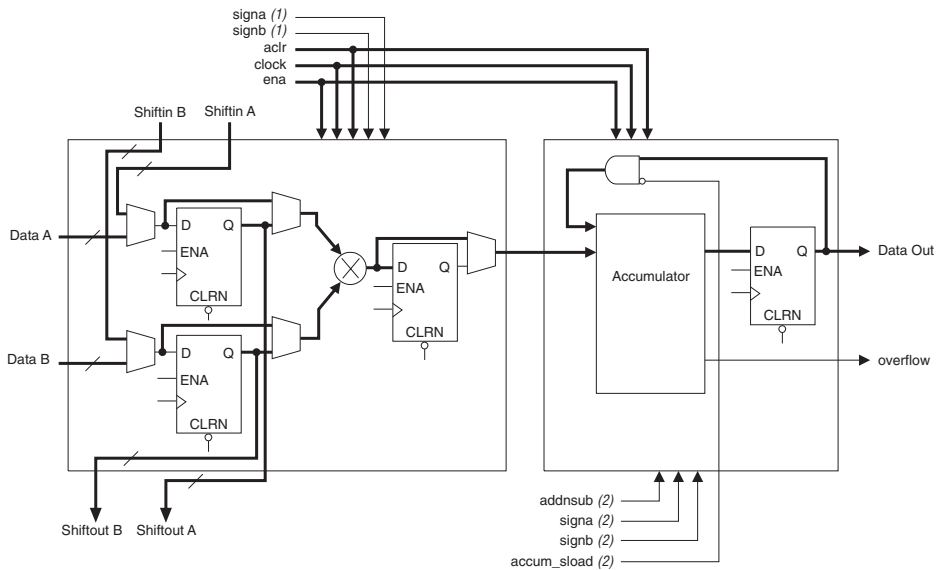 signa (1)
signb (1)
aclr
clock
ena
Shiftin B
Shiftin A
Data A
D Q
ENA
CLRN
Data B
D Q
ENA
CLRN
D Q
ENA
CLRN
Accumulator
D Q
ENA
CLRN
Data Out
overflow
Shiftout B
Shiftout A
addnsub (2)
signa (2)
signb (2)
accum_sload (2)